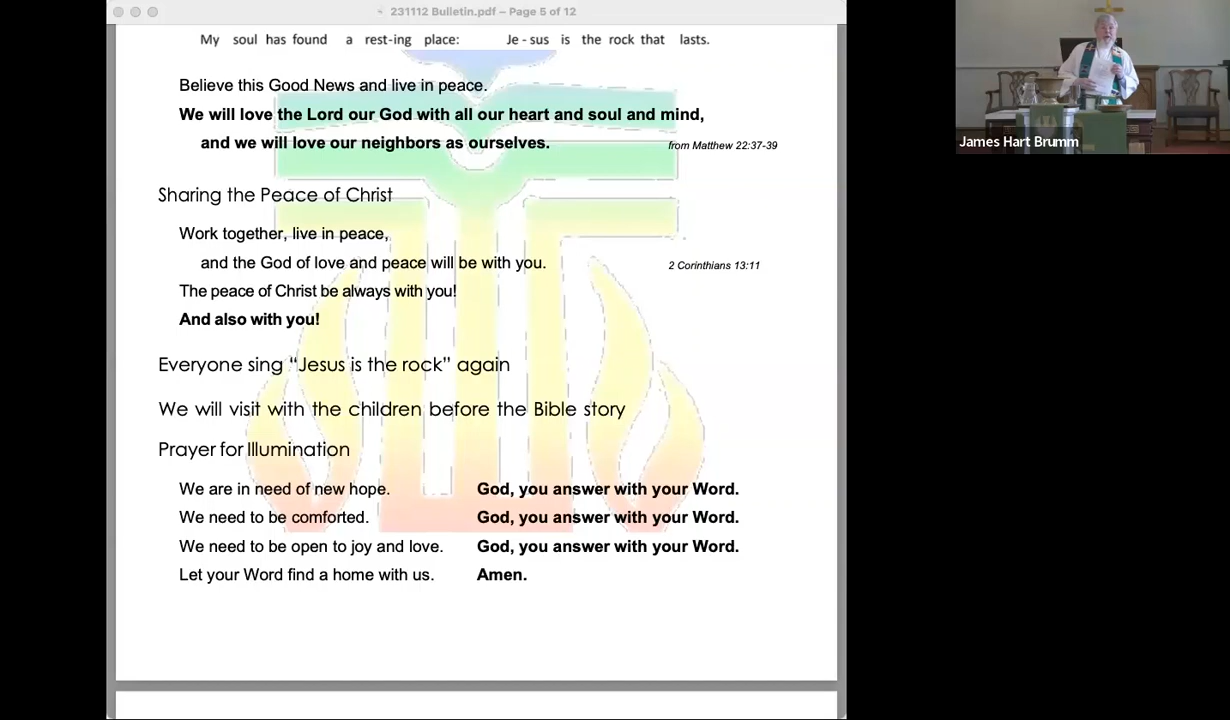 231112 Bulletin.pdf – Page 5 of 12
My soul has found a rest-ing place: Je - sus is the rock that lasts.
Believe this Good News and live in peace.
We will love the Lord our God with all our heart and soul and mind,
and we will love our neighbors as ourselves. from Matthew 22:37-39
Sharing the Peace of Christ
Work together, live in peace,
and the God of love and peace will be with you. 2 Corinthians 13:11
The peace of Christ be always with you!
And also with you!
Everyone sing “Jesus is the rock” again
We will visit with the children before the Bible story
Prayer for Illumination
We are in need of new hope. God, you answer with your Word.
We need to be comforted. God, you answer with your Word.
We need to be open to joy and love. God, you answer with your Word.
Let your Word find a home with us. Amen.
James Hart Brumm